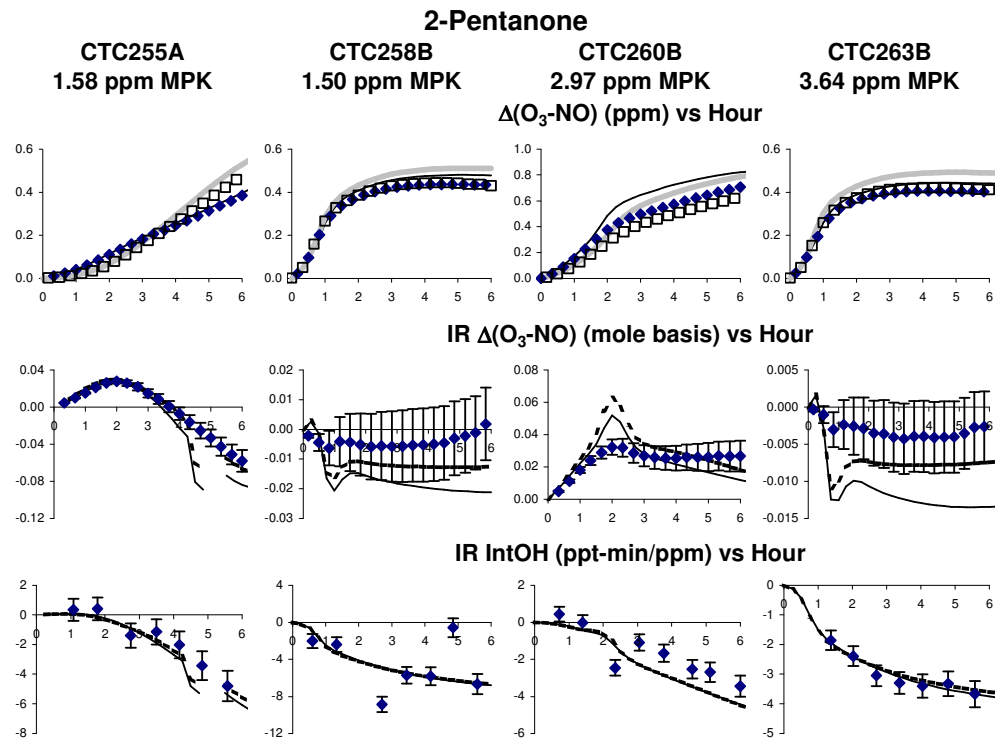 2-Pentanone
CTC255A CTC258B CTC260B CTC263B
1.58 ppm MPK 1.50 ppm MPK 2.97 ppm MPK 3.64 ppm MPK
Δ(O₃-NO) (ppm) vs Hour
0.6 0.6 1.0 0.6
0.8
0.4 0.4 0.6 0.4
0.2 0.2 0.4 0.2
0.2
0.0 0.0 0.0 0.0
0 1 2 3 4 5 6 0 1 2 3 4 5 6 0 1 2 3 4 5 6 0 1 2 3 4 5 6
IR Δ(O₃-NO) (mole basis) vs Hour
0.04 0.02 0.08 0.005
0.01 0.06
0.00 0.00 0.000
0 1 2 3 4 5 6 0 1 2 3 4 5 6 0 1 2 3 4 5 6
-0.04 0.04 -0.005
-0.01
-0.08 -0.02 0.02 -0.010
-0.12 -0.03 0.00 -0.015
0 1 2 3 4 5 6
IR IntOH (ppt-min/ppm) vs Hour
2 4 2 0
0 1 2 3 4 5 6
0 0 0 -1
0 1 2 3 4 5 6 0 1 2 3 4 5 6 0 1 2 3 4 5 6
-2 -4 -2 -2
-4 -8 -4 -3
-6 -4
-8 -12 -6 -5